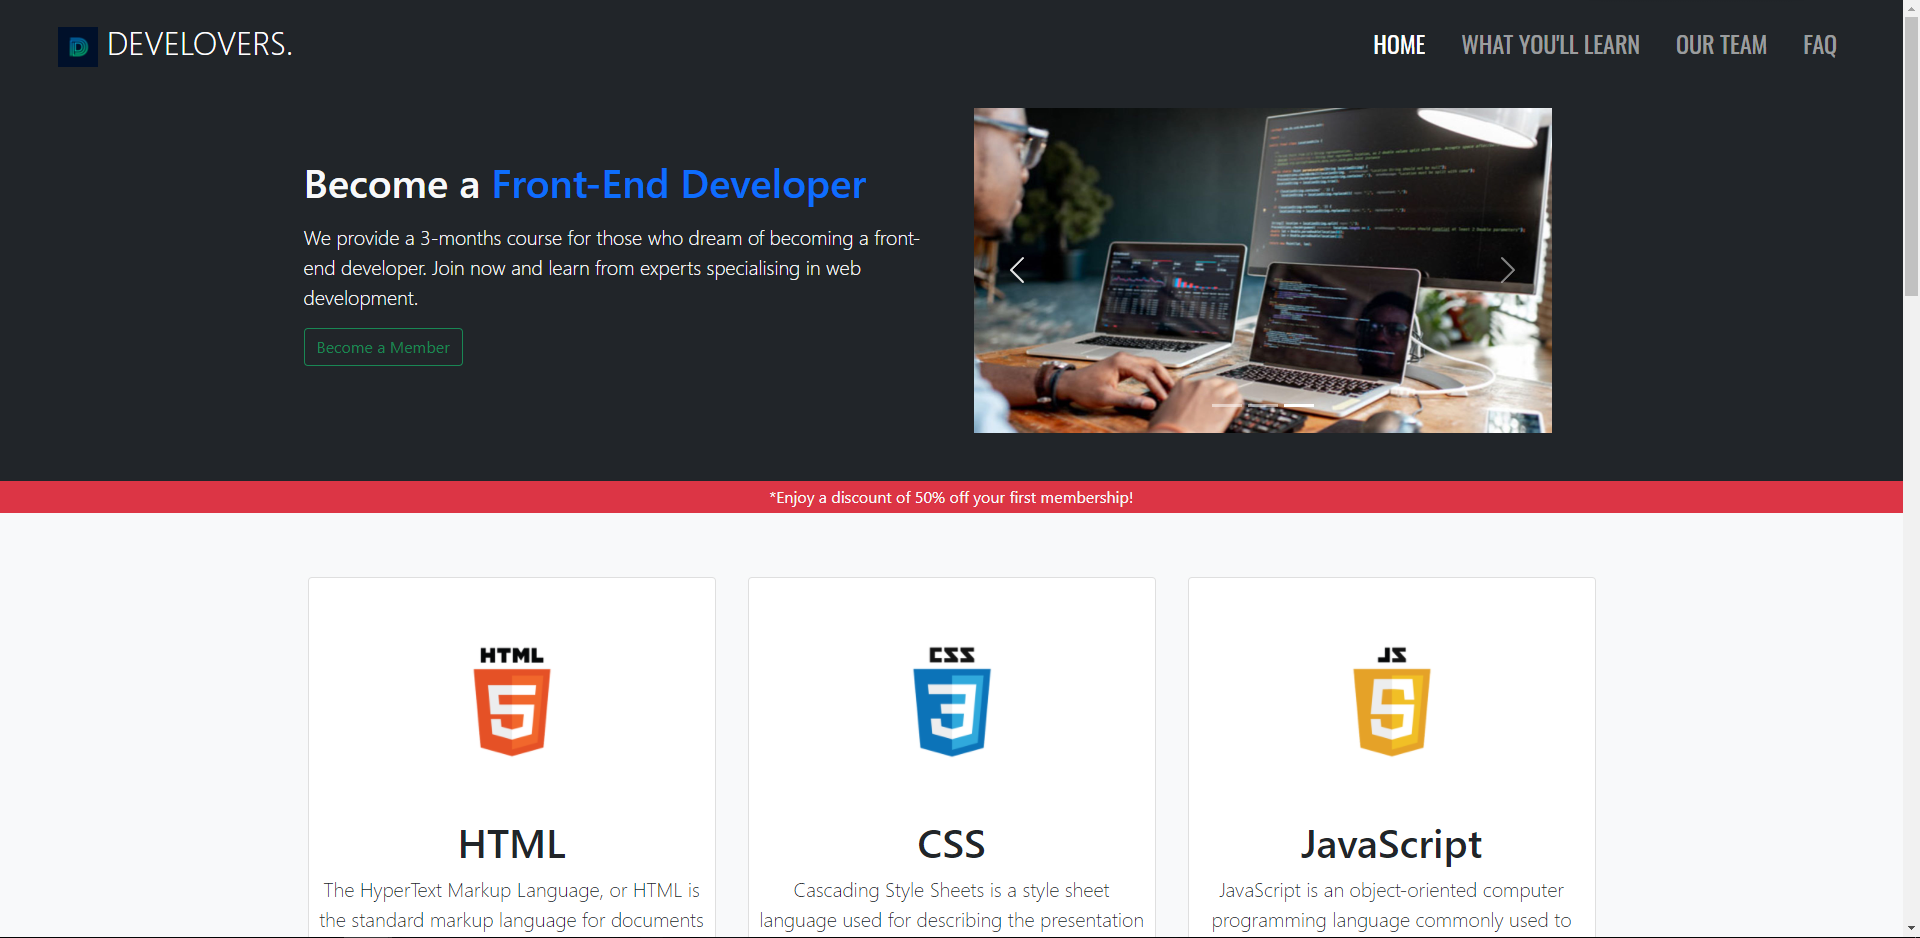 DEVELOVERS.
HOME
WHAT YOU'LL LEARN
OUR TEAM
FAQ
Become a Front-End Developer
We provide a 3-months course for those who dream of becoming a front-
end developer. Join now and learn from experts specialising in web
development.
Become a Member
*Enjoy a discount of 50% off your first membership!
HTML
5
HTML
The HyperText Markup Language, or HTML is
the standard markup language for documents
CSS
3
CSS
Cascading Style Sheets is a style sheet
language used for describing the presentation
JS
5
JavaScript
JavaScript is an object-oriented computer
programming language commonly used to